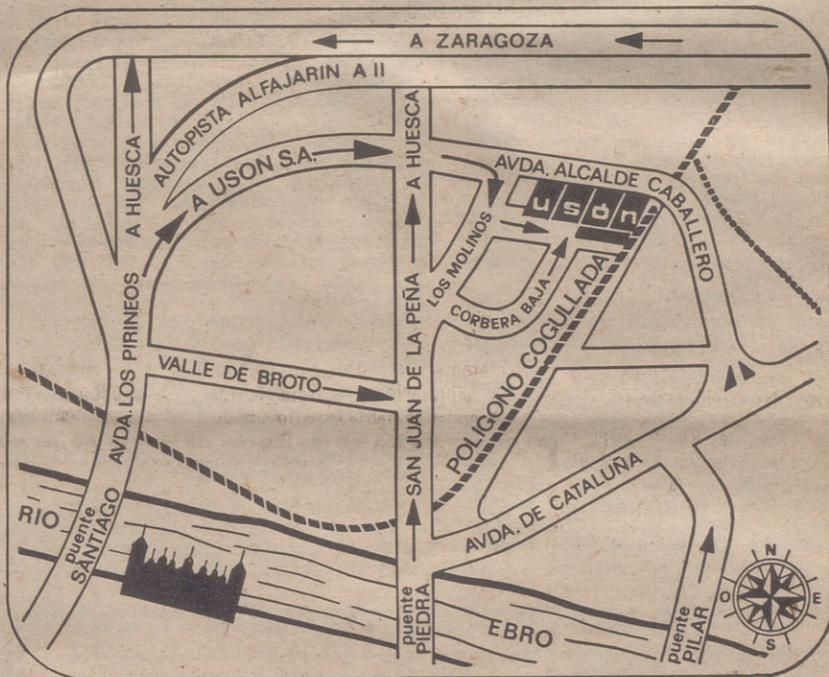 A ZARAGOZA
AUTOPISTA ALFAJARIN A II
A HUESCA
A USON S.A.
A HUESCA
AVDA. ALCALDE CABALLERO
usón
LOS MOLINOS
CORBERA BAJA
AVDA. LOS PIRINEOS
VALLE DE BROTO
SAN JUAN DE LA PEÑA
POLIGONO COGULLADA
AVDA. DE CATALUÑA
RIO
puente
SANTIAGO
puente
PIEDRA
EBRO
puente
PILAR
N
O
E
S